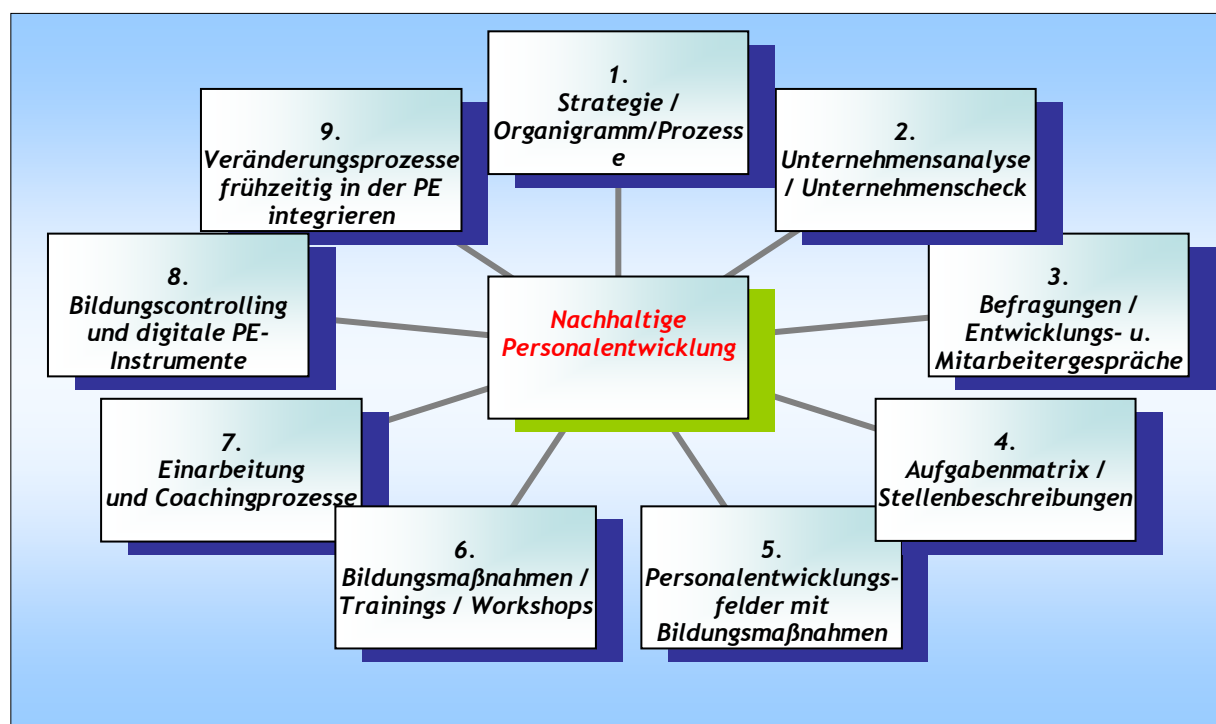 1.
Strategie /
Organigramm/Prozess
e
2.
Unternehmensanalyse
/ Unternehmenscheck
3.
Befragungen /
Entwicklungs- u.
Mitarbeitergespräche
4.
Aufgabenmatrix /
Stellenbeschreibungen
5.
Personalentwicklungs-
felder mit
Bildungsmaßnahmen
6.
Bildungsmaßnahmen /
Trainings / Workshops
7.
Einarbeitung
und Coachingprozesse
8.
Bildungscontrolling
und digitale PE-
Instrumente
9.
Veränderungsprozesse
frühzeitig in der PE
integrieren
Nachhaltige
Personalentwicklung